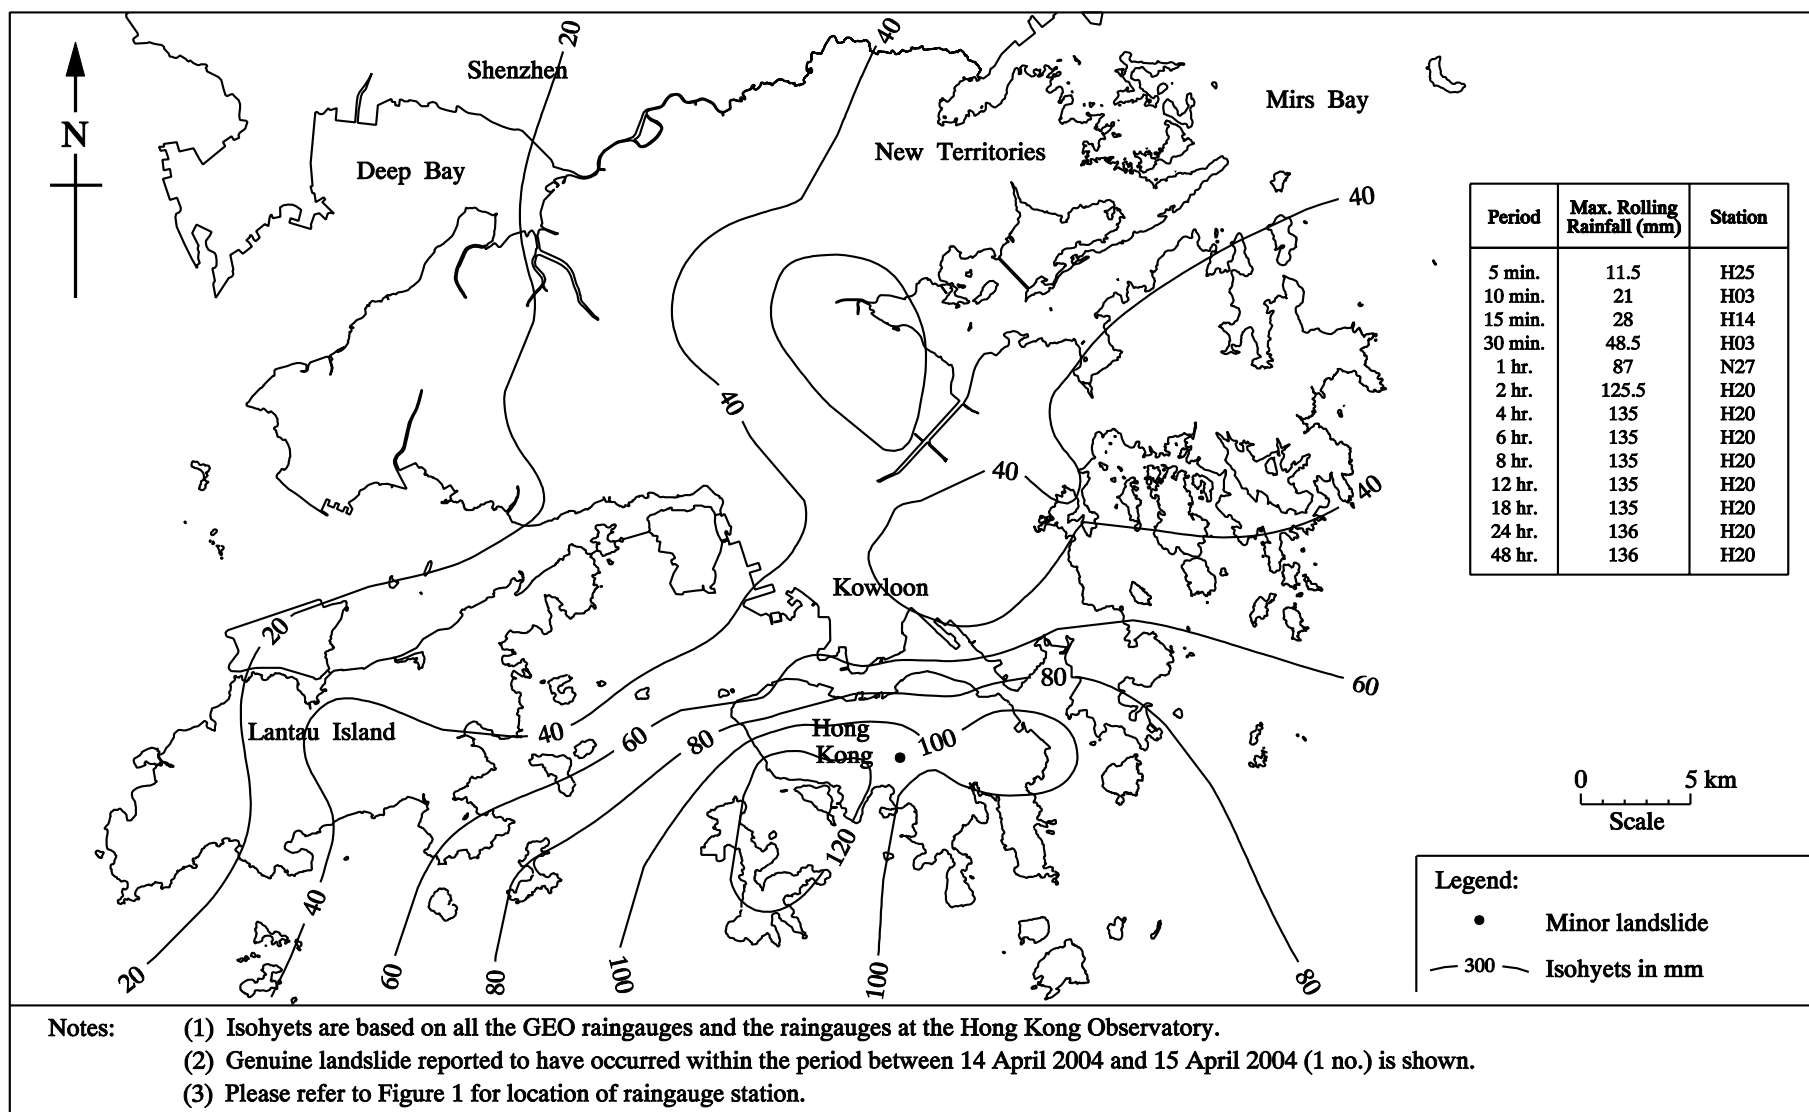 20
40
Shenzhen
Mirs Bay
N
New Territories
Deep Bay
40
Period Max. Rolling Rainfall (mm) Station
5 min. 11.5 H25
10 min. 21 H03
15 min. 28 H14
30 min. 48.5 H03
1 hr. 87 N27
2 hr. 125.5 H20
4 hr. 135 H20
6 hr. 135 H20
8 hr. 135 H20
12 hr. 135 H20
18 hr. 135 H20
24 hr. 136 H20
48 hr. 136 H20
40
40
40
Kowloon
20
80
60
Lantau Island
40
60
80
Hong
Kong
100
0 5 km
Scale
120
40
20
60
80
100
100
80
Legend:
Minor landslide
300 Isohyets in mm
Notes: (1) Isohyets are based on all the GEO raingauges and the raingauges at the Hong Kong Observatory.
(2) Genuine landslide reported to have occurred within the period between 14 April 2004 and 15 April 2004 (1 no.) is shown.
(3) Please refer to Figure 1 for location of raingauge station.